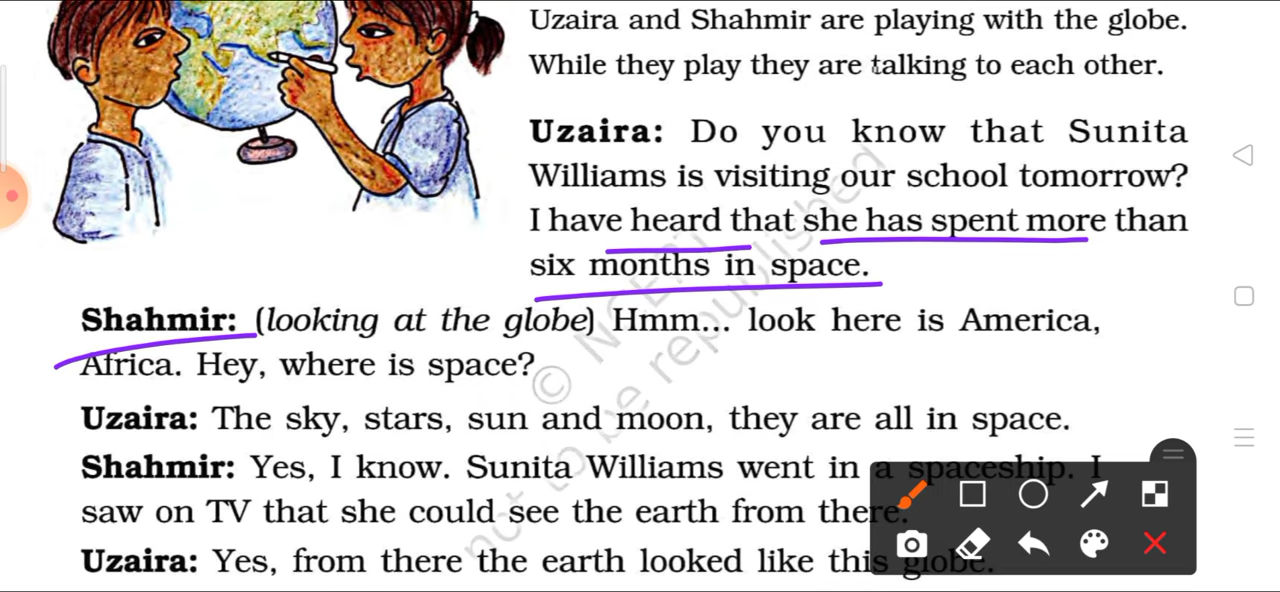 Uzaira and Shahmir are playing with the globe.
While they play they are talking to each other.
Uzaira: Do you know that Sunita
Williams is visiting our school tomorrow?
I have heard that she has spent more than
six months in space.
Shahmir: (looking at the globe) Hmm... look here is America,
Africa. Hey, where is space?
Uzaira: The sky, stars, sun and moon, they are all in space.
Shahmir: Yes, I know. Sunita Williams went in a spaceship. I
saw on TV that she could see the earth from there.
Uzaira: Yes, from there the earth looked like this globe.
© NCERT
not to be republished